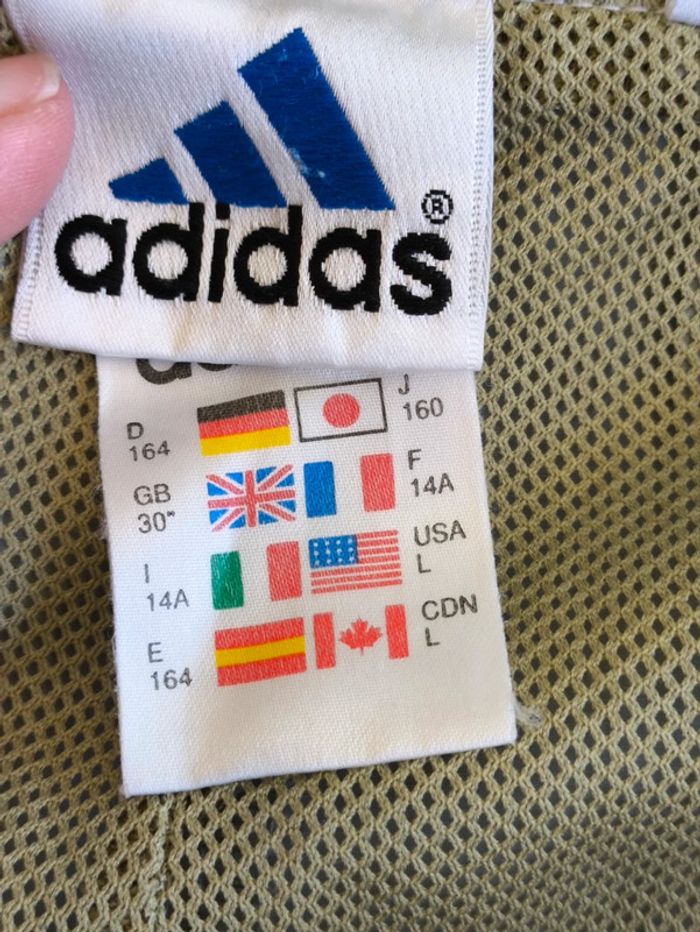 adidas®
D
164
J
160
GB
30"
F
14A
I
14A
USA
L
E
164
CDN
L